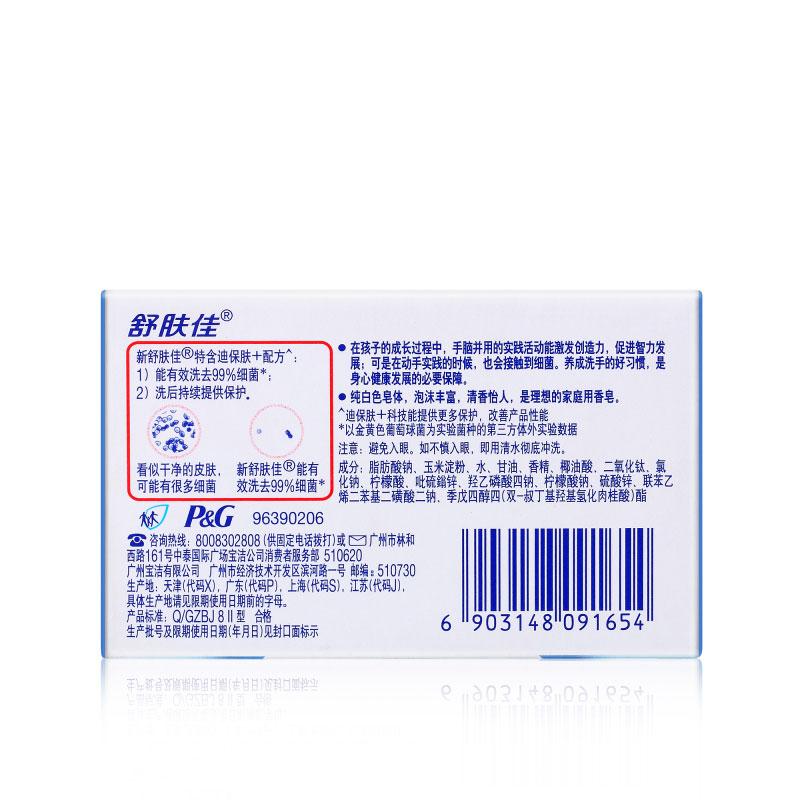 舒肤佳®
新舒肤佳®特含迪保肤+配方^：
1）能有效洗去99%细菌*；
2）洗后持续提供保护。
看似干净的皮肤，
可能有很多细菌
新舒肤佳®能有
效洗去99%细菌*
● 在孩子的成长过程中，手脑并用的实践活动能激发创造力，促进智力发
展；可是在动手实践的时候，也会接触到细菌。养成洗手的好习惯，是
身心健康发展的必要保障。
● 纯白色皂体，泡沫丰富，清香怡人，是理想的家庭用香皂。
^迪保肤+科技能提供更多保护，改善产品性能
*以金黄色葡萄球菌为实验菌种的第三方体外实验数据
注意：避免入眼。如不慎入眼，即用清水彻底冲洗。
成分：脂肪酸钠、玉米淀粉、水、甘油、香精、椰油酸、二氧化钛、氯
化钠、柠檬酸、吡硫鎓锌、羟乙磷酸四钠、柠檬酸钠、硫酸锌、联苯乙
烯二苯基二磺酸二钠、季戊四醇四(双-叔丁基羟基氢化肉桂酸)酯
P&G 96390206
咨询热线：8008302808 (供固定电话拨打)或 广州市林和
西路161号中泰国际广场宝洁公司消费者服务部 510620
广州宝洁有限公司 广州市经济技术开发区滨河路一号 邮编：510730
生产地：天津(代码X)，广东(代码P)，上海(代码S)，江苏(代码J)，
具体生产地请见限期使用日期前的字母。
产品标准：Q/GZBJ 8 II 型 合格
生产批号及限期使用日期(年月日)见封口面标示
6 903148 091654